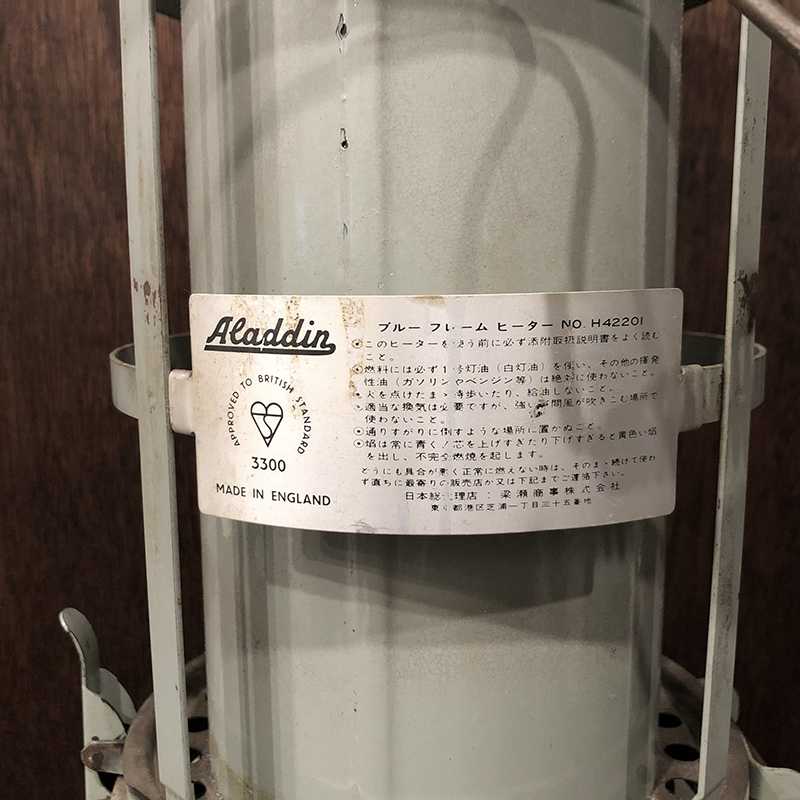 Aladdin
APPROVED TO BRITISH STANDARD
3300
MADE IN ENGLAND
ブルー フレーム ヒーター NO. H42201
⦿このヒーターを使う前に必ず添附取扱説明書をよく読む
こと。
⦿燃料には必ず1号灯油（白灯油）を使い、その他の揮発
性油（ガソリンやベンジン等）は絶対に使わないこと。
⦿火を点けたまゝ持歩いたり、給油しないこと。
⦿適当な換気は必要ですが、強い 間風が吹きこむ場所で
使わないこと。
⦿通りすがりに倒すような場所に置かぬこと。
⦿焰は常に青く！芯を上げすぎたり下げすぎると黄色い焰
を出し、不完全燃焼を起します。
どうにも具合が悪く正常に燃えない時は、そのまゝ続けて使わ
ず直ちに最寄りの販売店か又は下記までご連絡下さい。
日本総代理店：梁瀬商事株式会社
東京都港区芝浦一丁目三十五番地